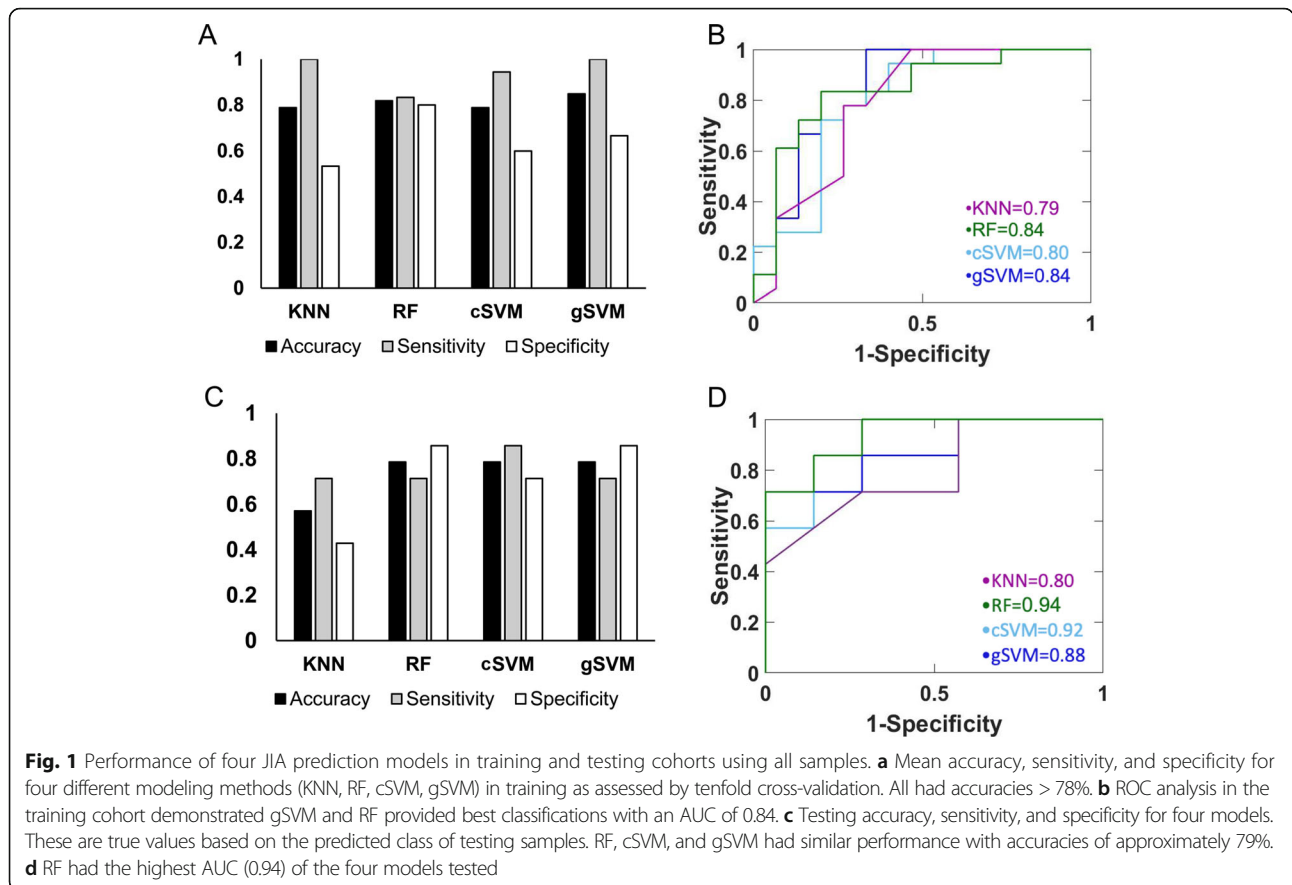 A
1
0.8
0.6
0.4
0.2
0
KNN RF cSVM gSVM
Accuracy Sensitivity Specificity
B
1
0.8
0.6
0.4
0.2
0
Sensitivity
•KNN=0.79
•RF=0.84
•cSVM=0.80
•gSVM=0.84
0 0.5 1
1-Specificity
C
1
0.8
0.6
0.4
0.2
0
KNN RF cSVM gSVM
Accuracy Sensitivity Specificity
D
1
0.8
0.6
0.4
0.2
0
Sensitivity
•KNN=0.80
•RF=0.94
•cSVM=0.92
•gSVM=0.88
0 0.5 1
1-Specificity
Fig. 1 Performance of four JIA prediction models in training and testing cohorts using all samples. a Mean accuracy, sensitivity, and specificity for
four different modeling methods (KNN, RF, cSVM, gSVM) in training as assessed by tenfold cross-validation. All had accuracies > 78%. b ROC analysis in the
training cohort demonstrated gSVM and RF provided best classifications with an AUC of 0.84. c Testing accuracy, sensitivity, and specificity for four models.
These are true values based on the predicted class of testing samples. RF, cSVM, and gSVM had similar performance with accuracies of approximately 79%.
d RF had the highest AUC (0.94) of the four models tested